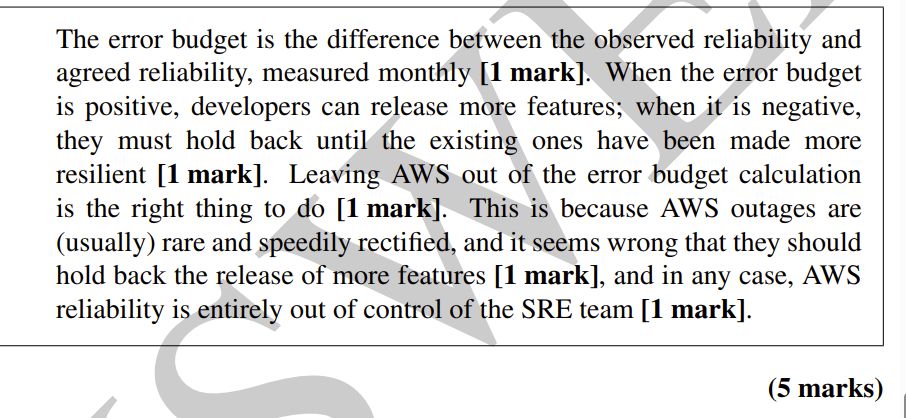 The error budget is the difference between the observed reliability and
agreed reliability, measured monthly [1 mark]. When the error budget
is positive, developers can release more features; when it is negative,
they must hold back until the existing ones have been made more
resilient [1 mark]. Leaving AWS out of the error budget calculation
is the right thing to do [1 mark]. This is because AWS outages are
(usually) rare and speedily rectified, and it seems wrong that they should
hold back the release of more features [1 mark], and in any case, AWS
reliability is entirely out of control of the SRE team [1 mark].
(5 marks)